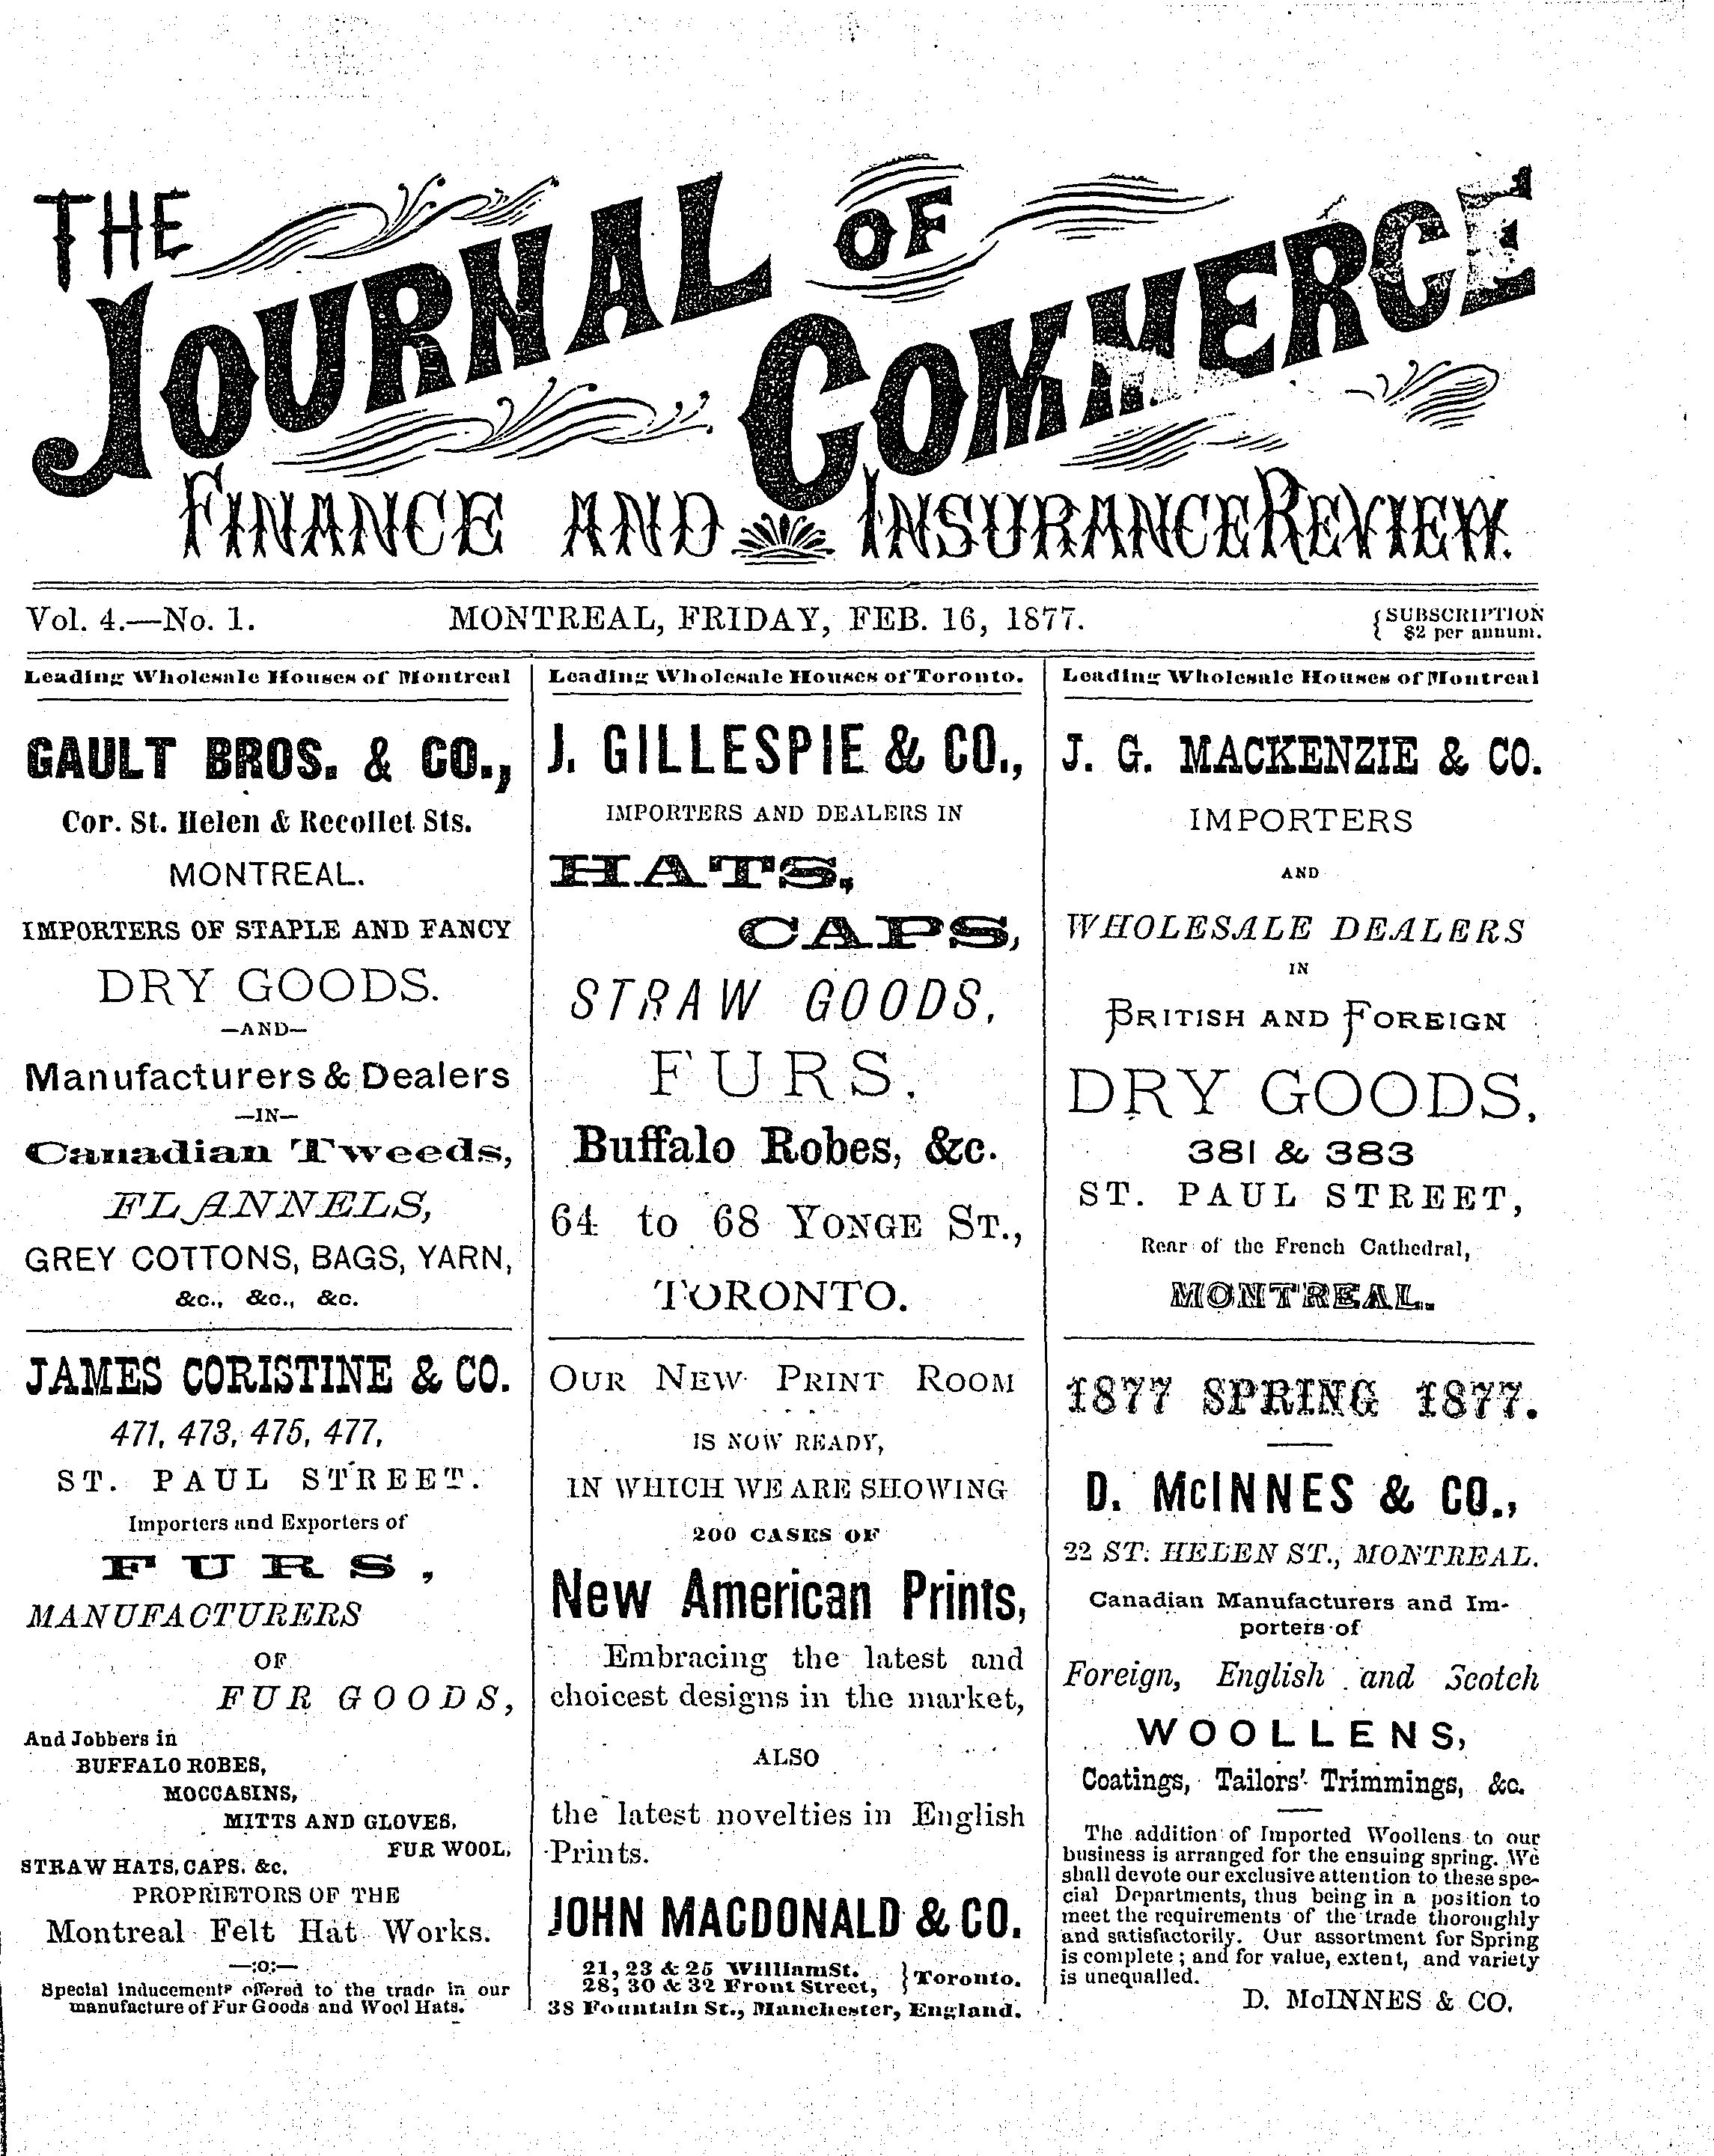 THE
JOURNAL OF
COMMERCE
FINANCE AND INSURANCE REVIEW.
Vol. 4.—No. 1.
MONTREAL, FRIDAY, FEB. 16, 1877.
SUBSCRIPTION
$2 per annum.
Leading Wholesale Houses of Montreal
GAULT BROS. & CO.,
Cor. St. Helen & Recollet Sts.
MONTREAL.
IMPORTERS OF STAPLE AND FANCY
DRY GOODS.
—AND—
Manufacturers & Dealers
—IN—
Canadian Tweeds,
FLANNELS,
GREY COTTONS, BAGS, YARN,
&c., &c., &c.
JAMES CORISTINE & CO.
471, 473, 475, 477,
ST. PAUL STREET.
Importers and Exporters of
FURS,
MANUFACTURERS
OF
FUR GOODS,
And Jobbers in
BUFFALO ROBES,
MOCCASINS,
MITTS AND GLOVES,
FUR WOOL,
STRAW HATS, CAPS, &c.
PROPRIETORS OF THE
Montreal Felt Hat Works.
—:o:—
Special inducements offered to the trade in our
manufacture of Fur Goods and Wool Hats.
Leading Wholesale Houses of Toronto.
J. GILLESPIE & CO.,
IMPORTERS AND DEALERS IN
HATS,
CAPS,
STRAW GOODS,
FURS,
Buffalo Robes, &c.
64 to 68 YONGE ST.,
TORONTO.
OUR NEW PRINT ROOM
IS NOW READY,
IN WHICH WE ARE SHOWING
200 CASES OF
New American Prints,
Embracing the latest and
choicest designs in the market,
ALSO
the latest novelties in English
Prints.
JOHN MACDONALD & CO.
21, 23 & 25 William St.
28, 30 & 32 Front Street,
Toronto.
38 Fountain St., Manchester, England.
Leading Wholesale Houses of Montreal
J. G. MACKENZIE & CO.
IMPORTERS
AND
WHOLESALE DEALERS
IN
BRITISH AND FOREIGN
DRY GOODS,
381 & 383
ST. PAUL STREET,
Rear of the French Cathedral,
MONTREAL.
1877 SPRING 1877.
D. McINNES & CO.,
22 ST. HELEN ST., MONTREAL.
Canadian Manufacturers and Im-
porters of
Foreign, English and Scotch
WOOLLENS,
Coatings, Tailors' Trimmings, &c.
The addition of Imported Woollens to our
business is arranged for the ensuing spring. We
shall devote our exclusive attention to these spe-
cial Departments, thus being in a position to
meet the requirements of the trade thoroughly
and satisfactorily. Our assortment for Spring
is complete; and for value, extent, and variety
is unequalled.
D. McINNES & CO.